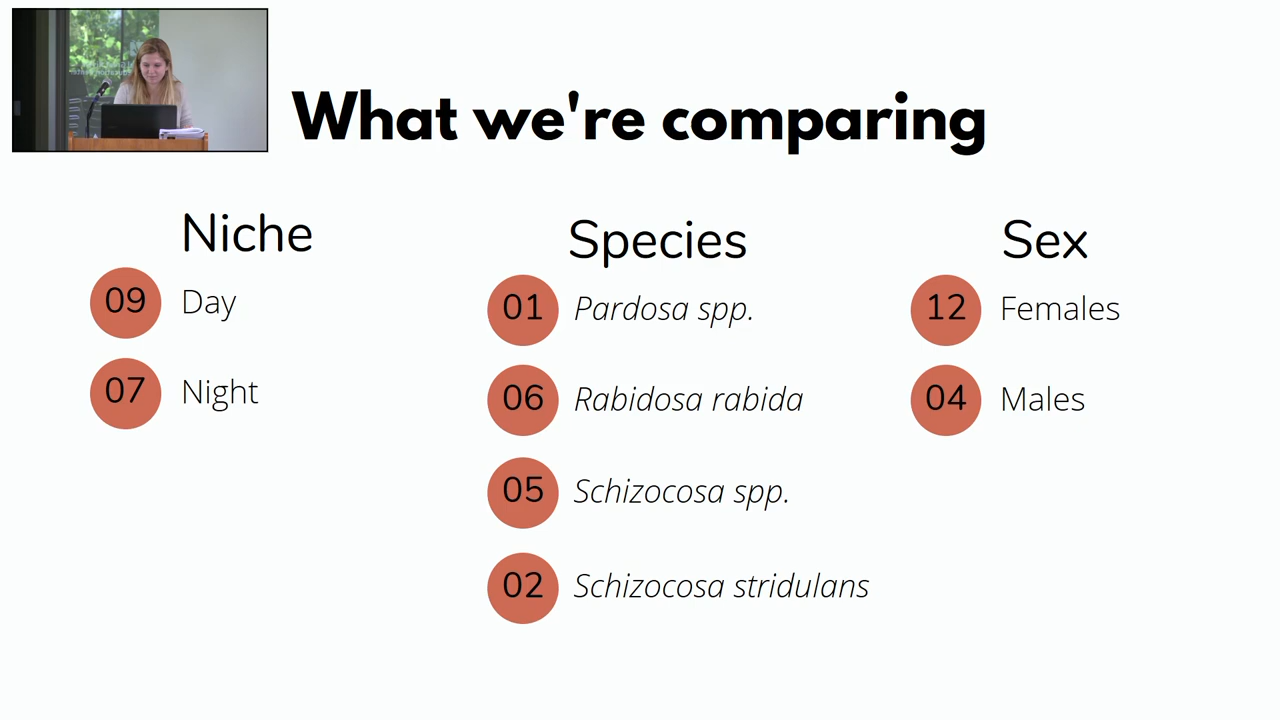 What we're comparing
Niche
09 Day
07 Night
Species
01 Pardosa spp.
06 Rabidosa rabida
05 Schizocosa spp.
02 Schizocosa stridulans
Sex
12 Females
04 Males